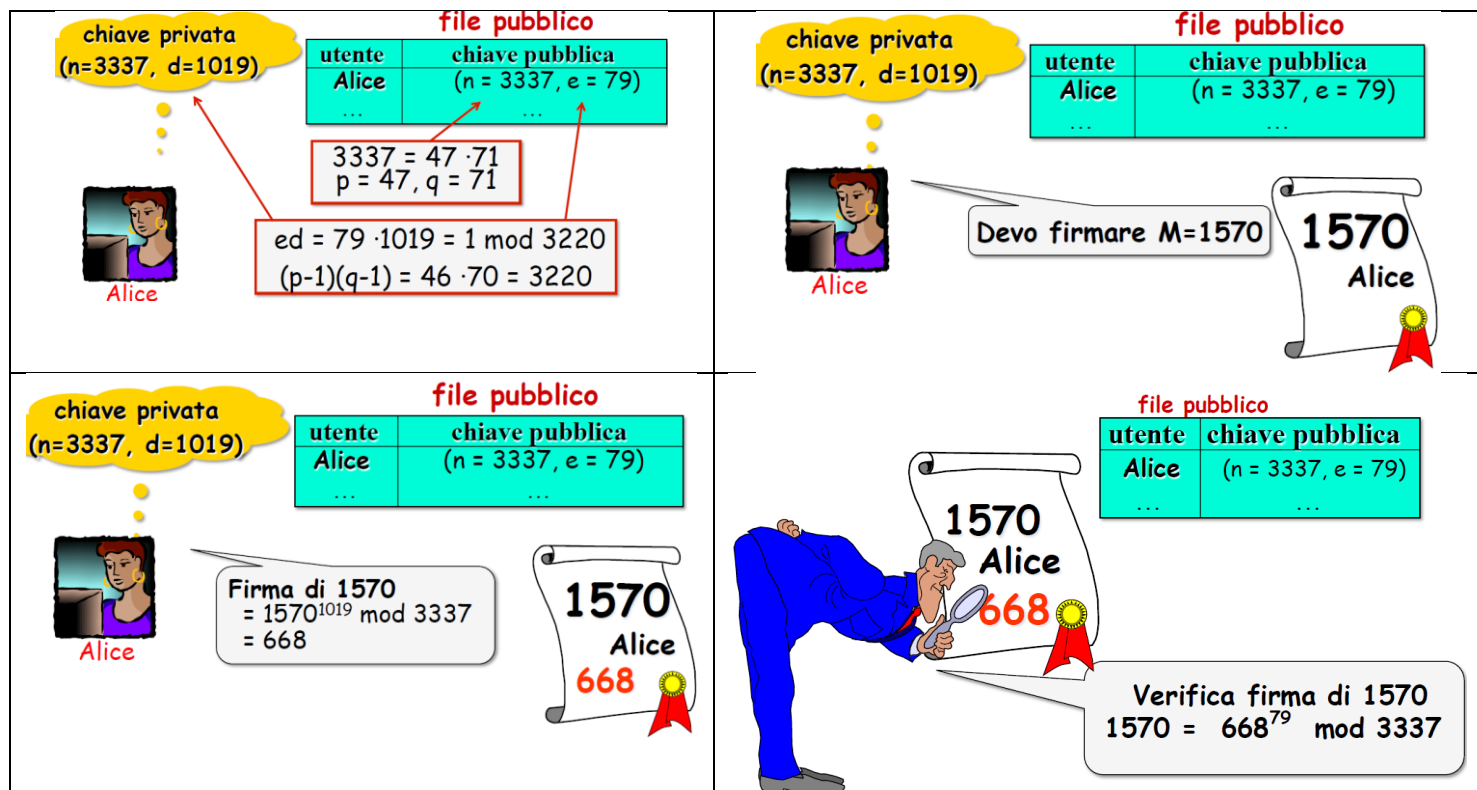 chiave privata
(n=3337, d=1019)
file pubblico
utente chiave pubblica
Alice (n = 3337, e = 79)
... ...
3337 = 47 ·71
p = 47, q = 71
ed = 79 ·1019 = 1 mod 3220
(p-1)(q-1) = 46 ·70 = 3220
Alice
chiave privata
(n=3337, d=1019)
file pubblico
utente chiave pubblica
Alice (n = 3337, e = 79)
... ...
Devo firmare M=1570
1570
Alice
Alice
chiave privata
(n=3337, d=1019)
file pubblico
utente chiave pubblica
Alice (n = 3337, e = 79)
... ...
Firma di 1570
= 1570^1019 mod 3337
= 668
Alice
1570
Alice
668
file pubblico
utente chiave pubblica
Alice (n = 3337, e = 79)
... ...
1570
Alice
668
Verifica firma di 1570
1570 = 668^79 mod 3337